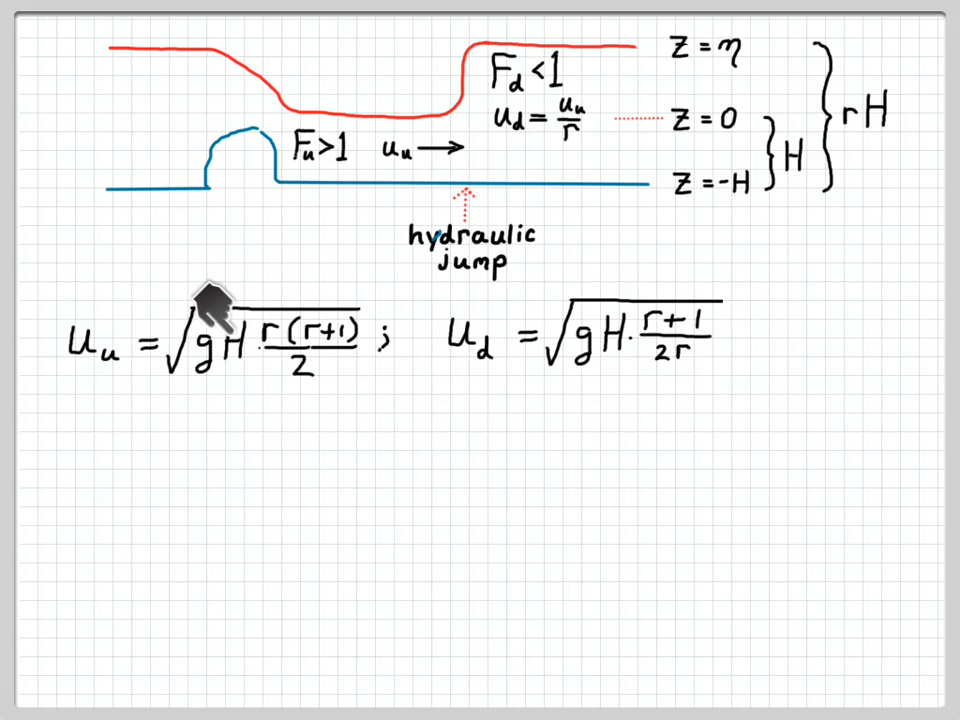 z = η
F_d < 1
u_d = u_u/r
z = 0
rH
F_u > 1 u_u →
H
z = -H
hydraulic
jump
u_u = √(gH · r(r+1)/2) ; u_d = √(gH · (r+1)/2r)